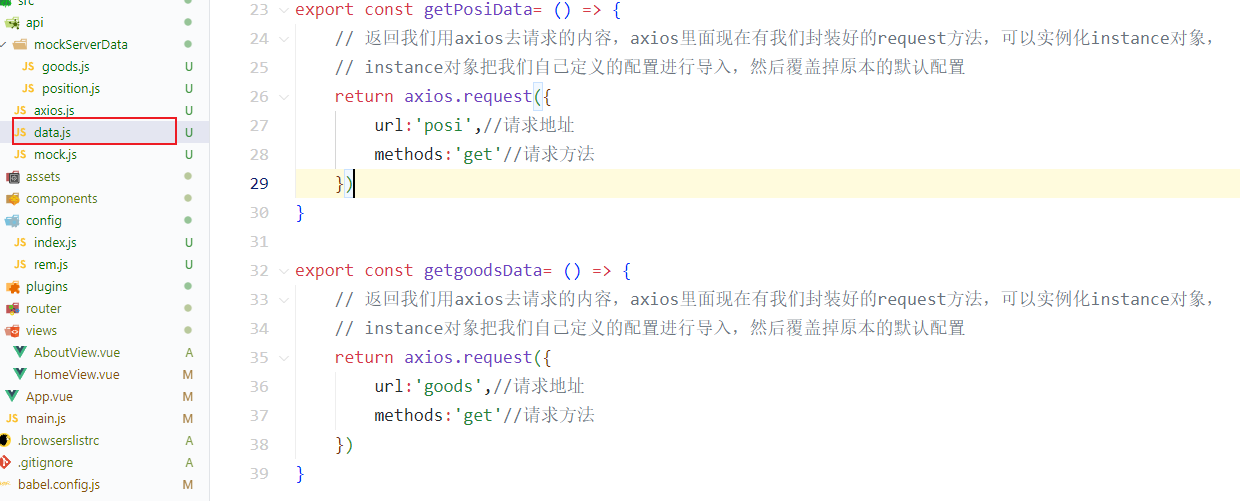 src
api
mockServerData
JS goods.js U
JS position.js U
JS axios.js U
JS data.js U
JS mock.js U
assets
components
config
JS index.js U
JS rem.js U
plugins
router
views
AboutView.vue A
HomeView.vue M
App.vue M
JS main.js M
.browserslistrc A
.gitignore A
babel.config.js M
23 export const getPosiData= () => {
24 // 返回我们用axios去请求的内容，axios里面现在有我们封装好的request方法，可以实例化instance对象，
25 // instance对象把我们自己定义的配置进行导入，然后覆盖掉原本的默认配置
26 return axios.request({
27 url:'posi',//请求地址
28 methods:'get'//请求方法
29 })
30 }
31
32 export const getgoodsData= () => {
33 // 返回我们用axios去请求的内容，axios里面现在有我们封装好的request方法，可以实例化instance对象，
34 // instance对象把我们自己定义的配置进行导入，然后覆盖掉原本的默认配置
35 return axios.request({
36 url:'goods',//请求地址
37 methods:'get'//请求方法
38 })
39 }